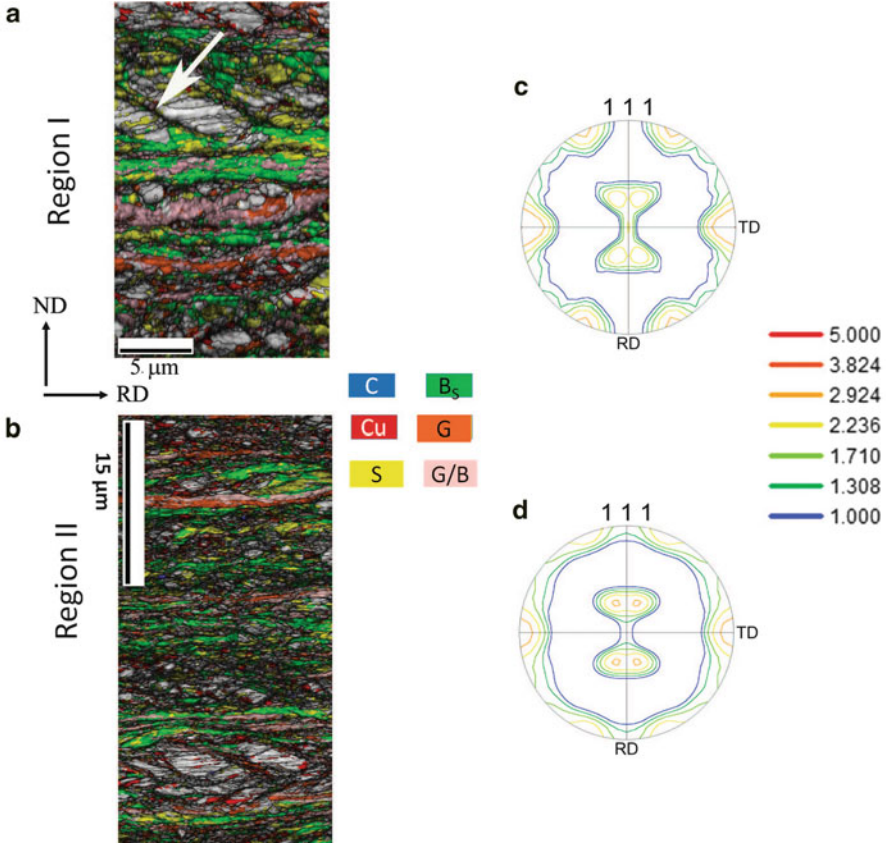 a
Region I
ND
RD
5. μm
c
1 1 1
TD
RD
C
Bs
Cu
G
S
G/B
5.000
3.824
2.924
2.236
1.710
1.308
1.000
b
Region II
15 μm
d
1 1 1
TD
RD